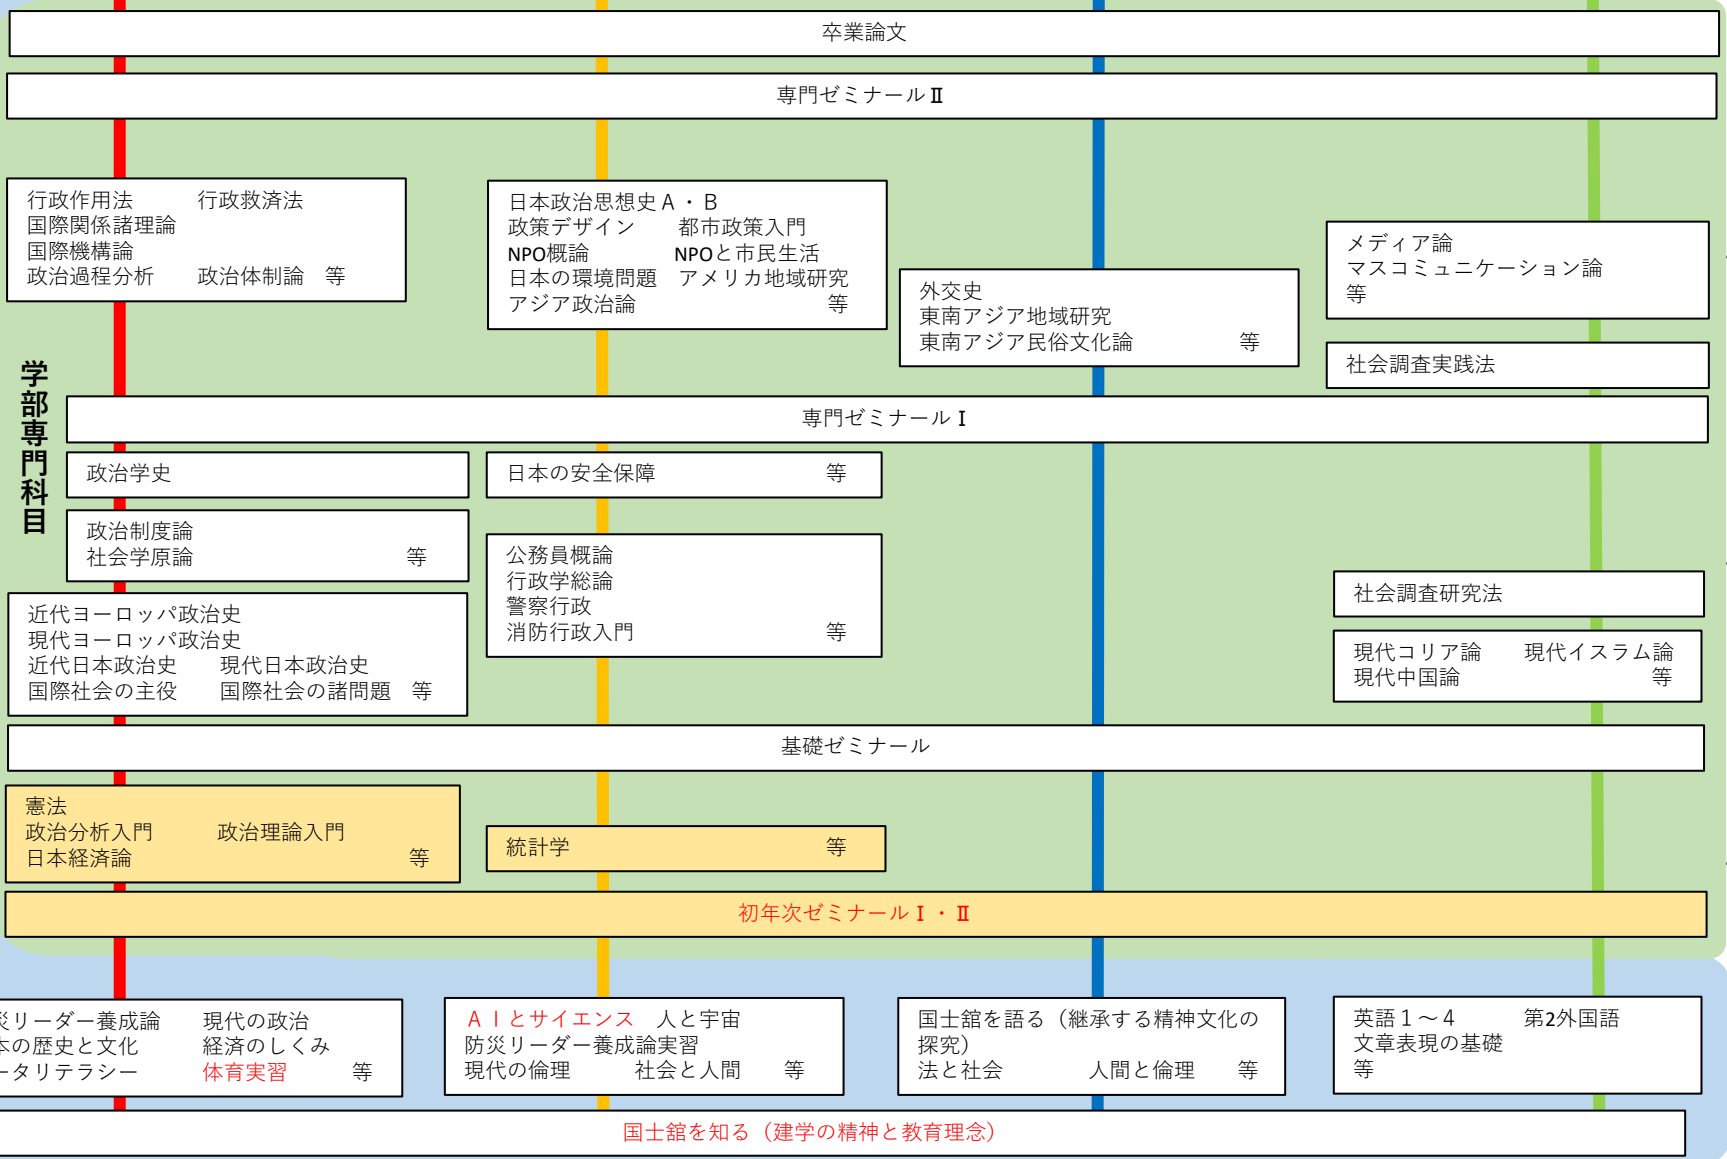 卒業論文
専門ゼミナールⅡ
行政作用法　　　行政救済法
国際関係諸理論
国際機構論
政治過程分析　　政治体制論　等
日本政治思想史Ａ・Ｂ
政策デザイン　　都市政策入門
NPO概論　　　　NPOと市民生活
日本の環境問題　アメリカ地域研究
アジア政治論　　　　　　　　　等
外交史
東南アジア地域研究
東南アジア民俗文化論　　　　　等
メディア論
マスコミュニケーション論
等
社会調査実践法
学部専門科目
専門ゼミナールⅠ
政治学史
日本の安全保障　　　　　　　　等
政治制度論
社会学原論　　　　　　　　　　等
公務員概論
行政学総論
警察行政
消防行政入門　　　　　　　　　等
近代ヨーロッパ政治史
現代ヨーロッパ政治史
近代日本政治史　　現代日本政治史
国際社会の主役　　国際社会の諸問題　等
社会調査研究法
現代コリア論　　現代イスラム論
現代中国論　　　　　　　　　等
基礎ゼミナール
憲法
政治分析入門　　　政治理論入門
日本経済論　　　　　　　　　　　　　等
統計学　　　　　　　　　　　　等
初年次ゼミナールⅠ・Ⅱ
リーダー養成論　　現代の政治
の歴史と文化　　　経済のしくみ
タリテラシー　　　体育実習　　　等
ＡＩとサイエンス　人と宇宙
防災リーダー養成論実習
現代の倫理　　　社会と人間　　等
国士舘を語る（継承する精神文化の
探究）
法と社会　　　　人間と倫理　　等
英語１～４　　　第2外国語
文章表現の基礎
等
国士舘を知る（建学の精神と教育理念）